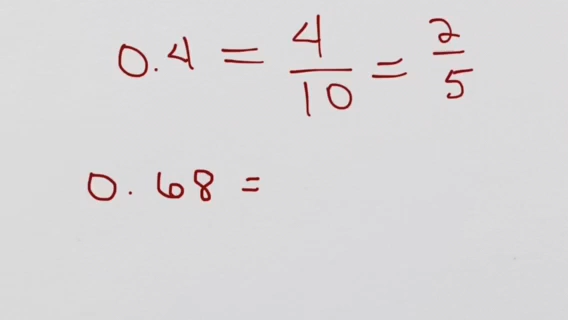 0.4 = 4/10 = 2/5
0.68 =